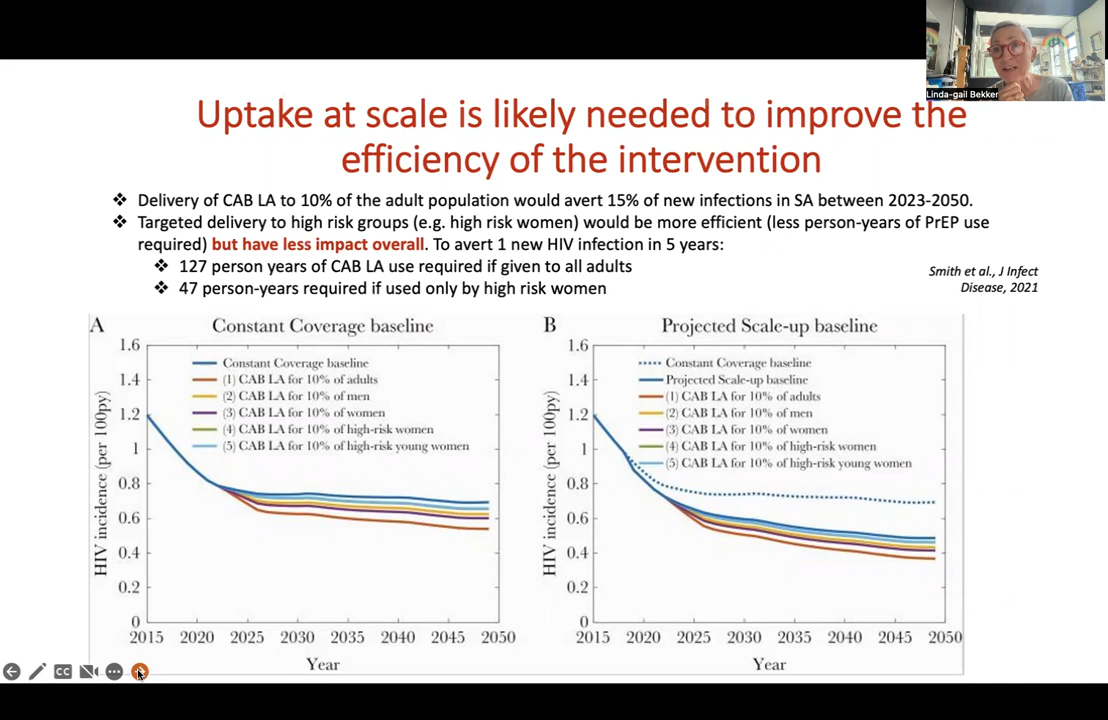 Linda-gail Bekker
Uptake at scale is likely needed to improve the
efficiency of the intervention
❖ Delivery of CAB LA to 10% of the adult population would avert 15% of new infections in SA between 2023-2050.
❖ Targeted delivery to high risk groups (e.g. high risk women) would be more efficient (less person-years of PrEP use
required) but have less impact overall. To avert 1 new HIV infection in 5 years:
❖ 127 person years of CAB LA use required if given to all adults
❖ 47 person-years required if used only by high risk women
Smith et al., J Infect
Disease, 2021
A
Constant Coverage baseline
HIV incidence (per 100py)
1.6
1.4
1.2
1
0.8
0.6
0.4
0.2
0
Constant Coverage baseline
(1) CAB LA for 10% of adults
(2) CAB LA for 10% of men
(3) CAB LA for 10% of women
(4) CAB LA for 10% of high-risk women
(5) CAB LA for 10% of high-risk young women
2015 2020 2025 2030 2035 2040 2045 2050
Year
B
Projected Scale-up baseline
HIV incidence (per 100py)
1.6
1.4
1.2
1
0.8
0.6
0.4
0.2
0
Constant Coverage baseline
Projected Scale-up baseline
(1) CAB LA for 10% of adults
(2) CAB LA for 10% of men
(3) CAB LA for 10% of women
(4) CAB LA for 10% of high-risk women
(5) CAB LA for 10% of high-risk young women
2015 2020 2025 2030 2035 2040 2045 2050
Year
CC